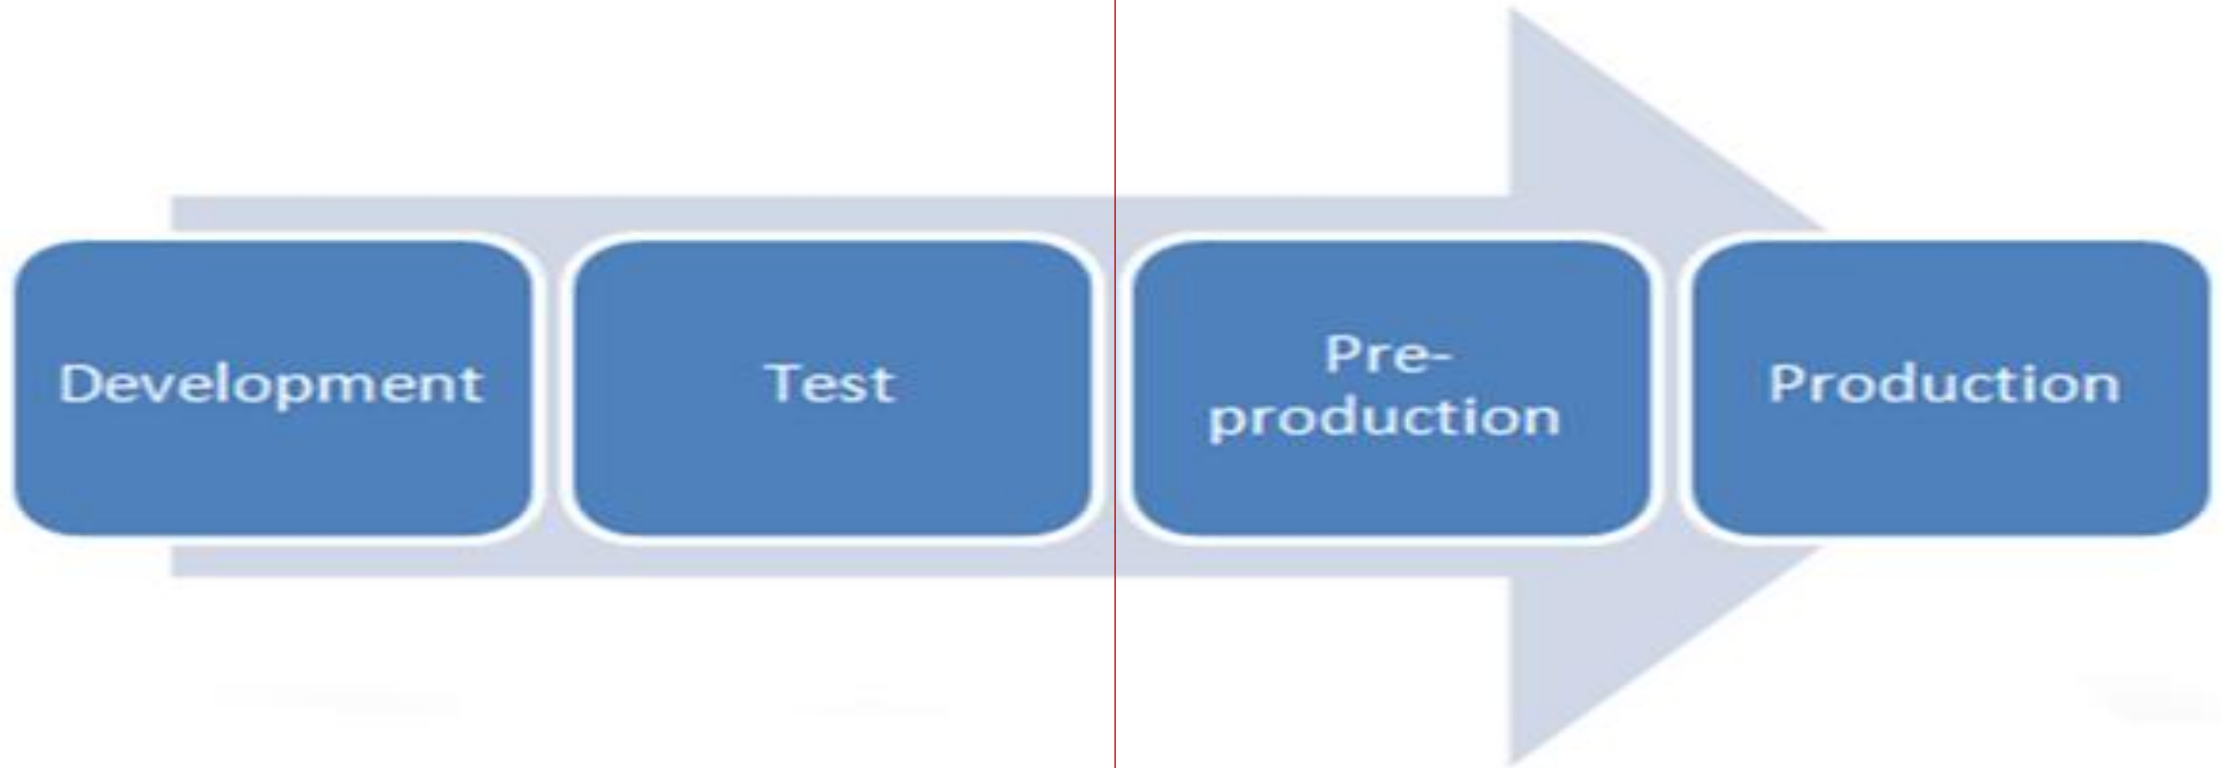 Development
Test
Pre-
production
Production